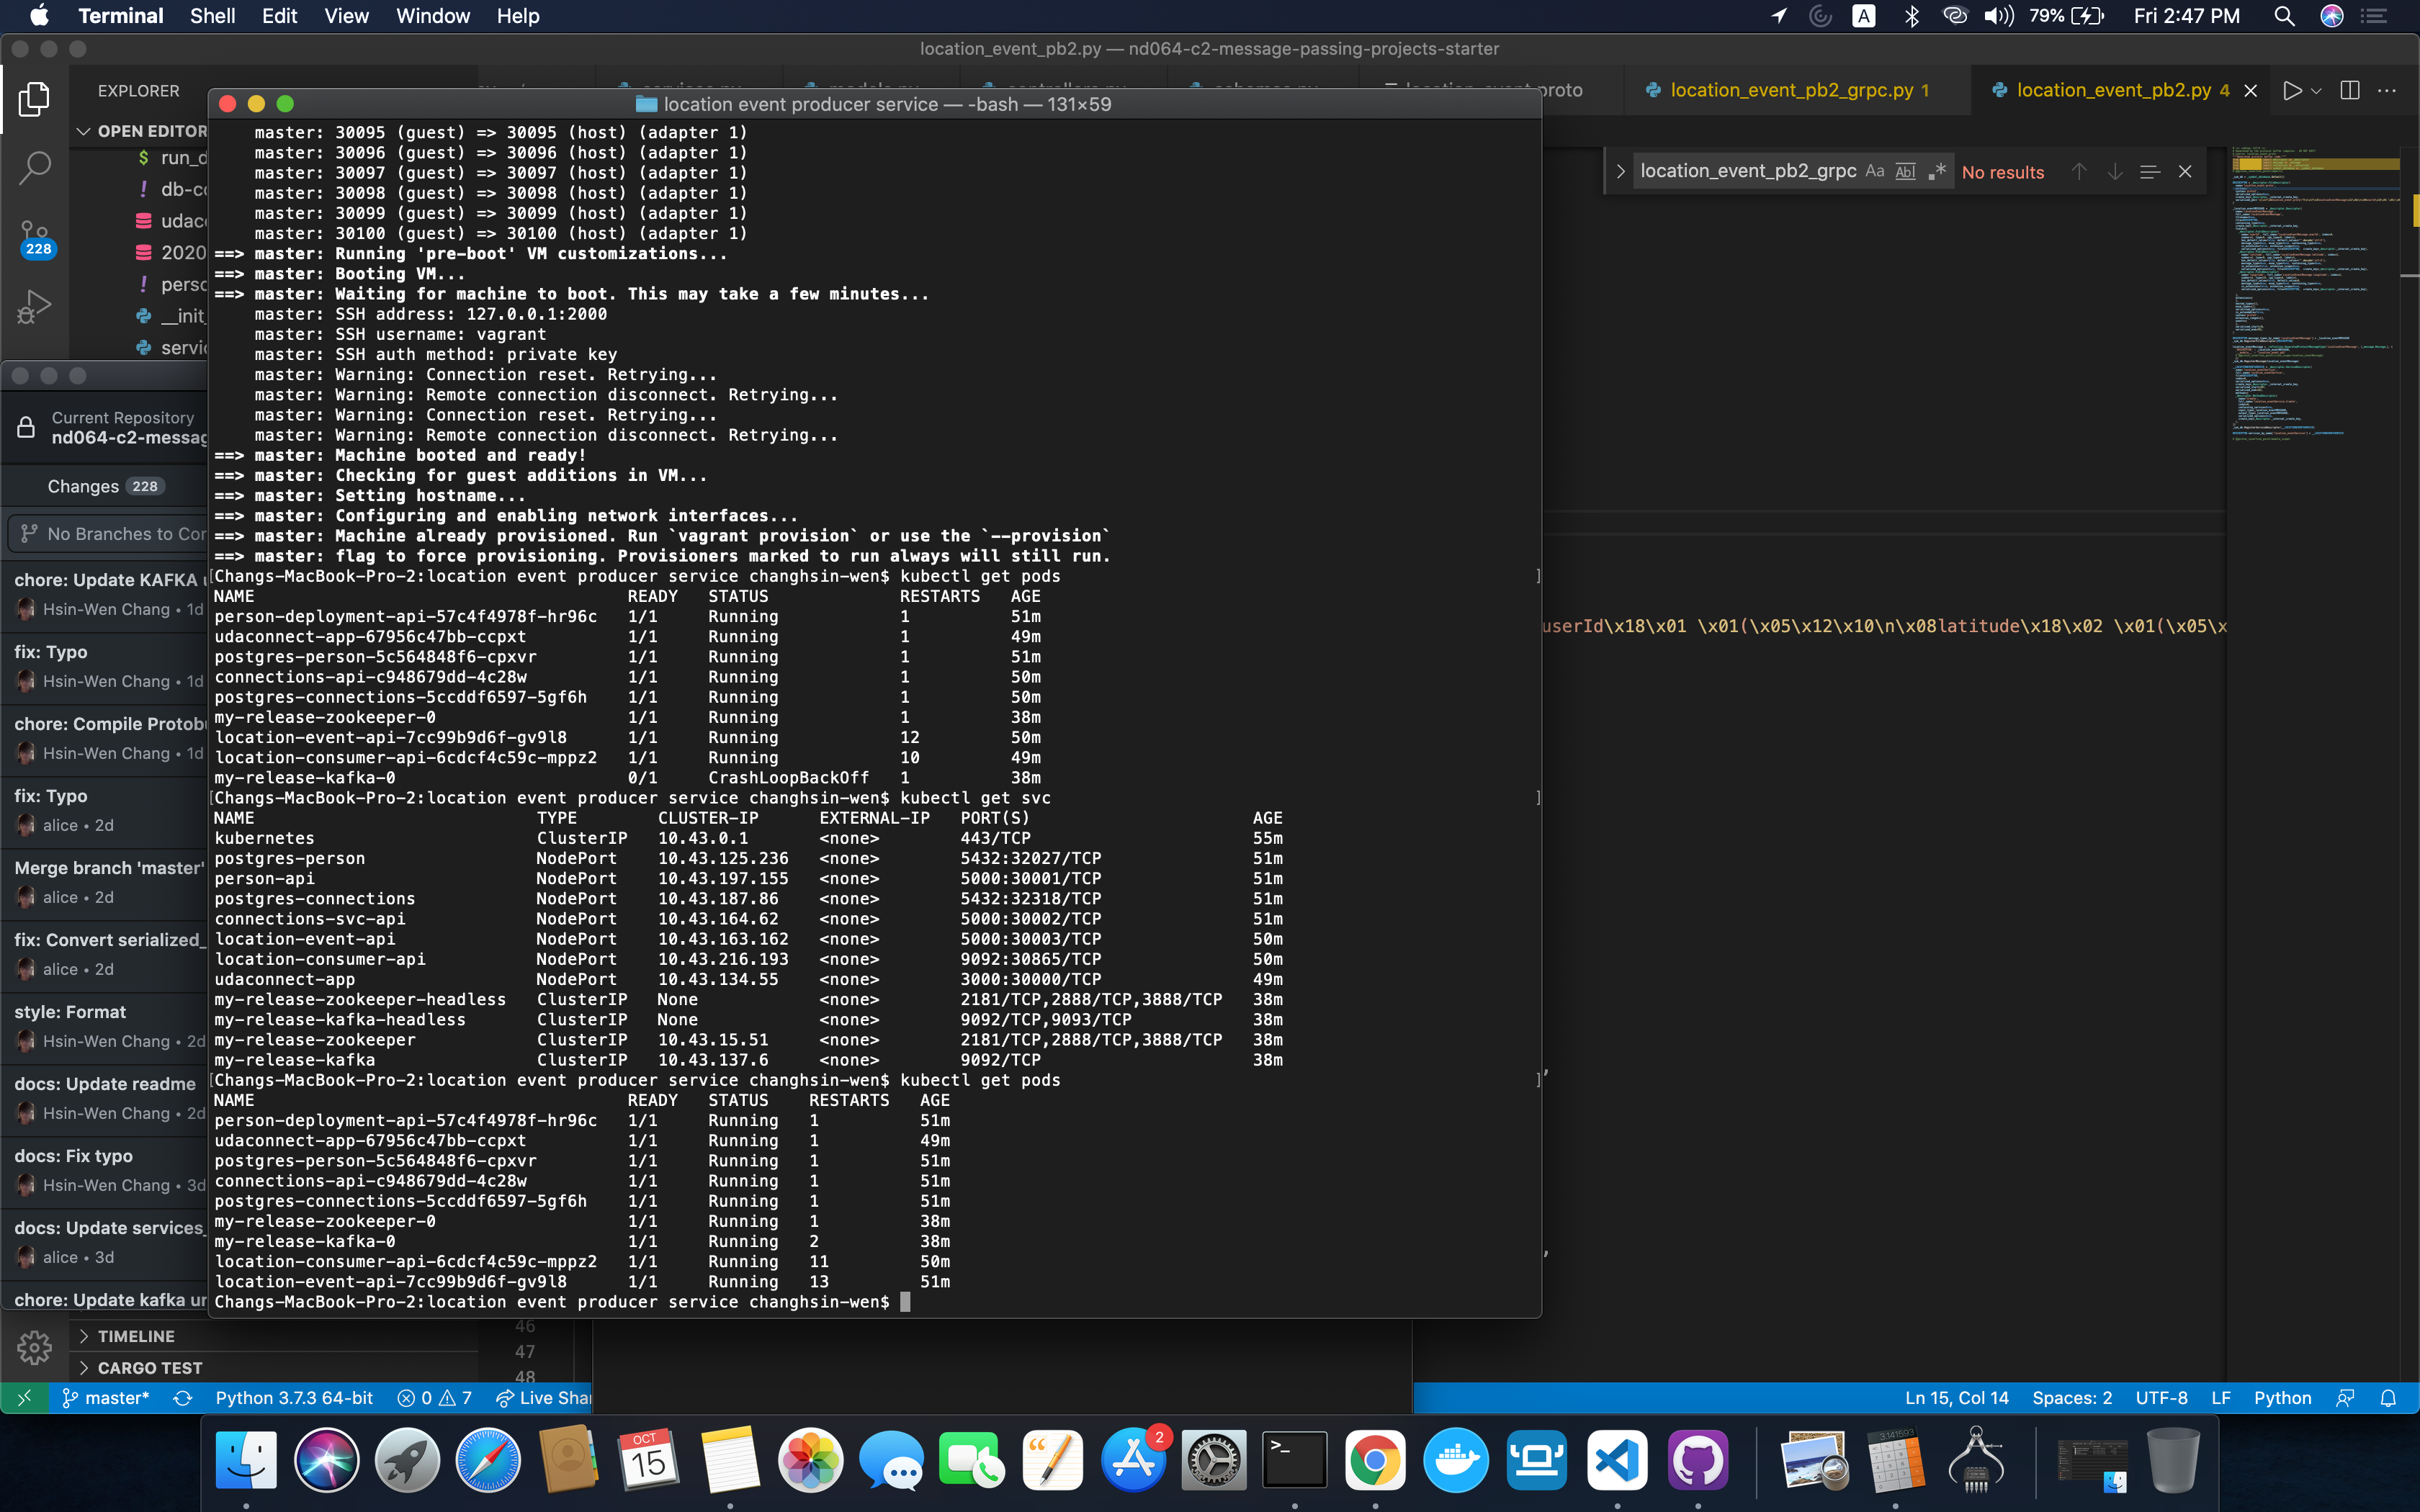 Terminal Shell Edit View Window Help
A 79% Fri 2:47 PM
location_event_pb2.py — nd064-c2-message-passing-projects-starter
EXPLORER
location_event_pb2_grpc.py 1
location_event_pb2.py 4
OPEN EDITOR
$ run_d
! db-co
udac
2020
! perso
__init_
servic
228
location_event_pb2_grpc Aa Abl .* No results
Current Repository
nd064-c2-messag
Changes 228
No Branches to Cor
chore: Update KAFKA u
Hsin-Wen Chang • 1d
fix: Typo
Hsin-Wen Chang • 1d
chore: Compile Protobu
Hsin-Wen Chang • 1d
fix: Typo
alice • 2d
Merge branch 'master'
alice • 2d
fix: Convert serialized_
alice • 2d
style: Format
Hsin-Wen Chang • 2d
docs: Update readme
Hsin-Wen Chang • 2d
docs: Fix typo
Hsin-Wen Chang • 3d
docs: Update services_
alice • 3d
chore: Update kafka ur
location event producer service — -bash — 131×59
master: 30095 (guest) => 30095 (host) (adapter 1)
master: 30096 (guest) => 30096 (host) (adapter 1)
master: 30097 (guest) => 30097 (host) (adapter 1)
master: 30098 (guest) => 30098 (host) (adapter 1)
master: 30099 (guest) => 30099 (host) (adapter 1)
master: 30100 (guest) => 30100 (host) (adapter 1)
==> master: Running 'pre-boot' VM customizations...
==> master: Booting VM...
==> master: Waiting for machine to boot. This may take a few minutes...
master: SSH address: 127.0.0.1:2000
master: SSH username: vagrant
master: SSH auth method: private key
master: Warning: Connection reset. Retrying...
master: Warning: Remote connection disconnect. Retrying...
master: Warning: Connection reset. Retrying...
master: Warning: Remote connection disconnect. Retrying...
==> master: Machine booted and ready!
==> master: Checking for guest additions in VM...
==> master: Setting hostname...
==> master: Configuring and enabling network interfaces...
==> master: Machine already provisioned. Run `vagrant provision` or use the `--provision`
==> master: flag to force provisioning. Provisioners marked to run always will still run.
[Changs-MacBook-Pro-2:location event producer service changhsin-wen$ kubectl get pods ]
NAME READY STATUS RESTARTS AGE
person-deployment-api-57c4f4978f-hr96c 1/1 Running 1 51m
udaconnect-app-67956c47bb-ccpxt 1/1 Running 1 49m
postgres-person-5c564848f6-cpxvr 1/1 Running 1 51m
connections-api-c948679dd-4c28w 1/1 Running 1 50m
postgres-connections-5ccddf6597-5gf6h 1/1 Running 1 50m
my-release-zookeeper-0 1/1 Running 1 38m
location-event-api-7cc99b9d6f-gv9l8 1/1 Running 12 50m
location-consumer-api-6cdcf4c59c-mppz2 1/1 Running 10 49m
my-release-kafka-0 0/1 CrashLoopBackOff 1 38m
[Changs-MacBook-Pro-2:location event producer service changhsin-wen$ kubectl get svc ]
NAME TYPE CLUSTER-IP EXTERNAL-IP PORT(S) AGE
kubernetes ClusterIP 10.43.0.1 <none> 443/TCP 55m
postgres-person NodePort 10.43.125.236 <none> 5432:32027/TCP 51m
person-api NodePort 10.43.197.155 <none> 5000:30001/TCP 51m
postgres-connections NodePort 10.43.187.86 <none> 5432:32318/TCP 51m
connections-svc-api NodePort 10.43.164.62 <none> 5000:30002/TCP 51m
location-event-api NodePort 10.43.163.162 <none> 5000:30003/TCP 50m
location-consumer-api NodePort 10.43.216.193 <none> 9092:30865/TCP 50m
udaconnect-app NodePort 10.43.134.55 <none> 3000:30000/TCP 49m
my-release-zookeeper-headless ClusterIP None <none> 2181/TCP,2888/TCP,3888/TCP 38m
my-release-kafka-headless ClusterIP None <none> 9092/TCP,9093/TCP 38m
my-release-zookeeper ClusterIP 10.43.15.51 <none> 2181/TCP,2888/TCP,3888/TCP 38m
my-release-kafka ClusterIP 10.43.137.6 <none> 9092/TCP 38m
[Changs-MacBook-Pro-2:location event producer service changhsin-wen$ kubectl get pods ]
NAME READY STATUS RESTARTS AGE
person-deployment-api-57c4f4978f-hr96c 1/1 Running 1 51m
udaconnect-app-67956c47bb-ccpxt 1/1 Running 1 49m
postgres-person-5c564848f6-cpxvr 1/1 Running 1 51m
connections-api-c948679dd-4c28w 1/1 Running 1 51m
postgres-connections-5ccddf6597-5gf6h 1/1 Running 1 51m
my-release-zookeeper-0 1/1 Running 1 38m
my-release-kafka-0 1/1 Running 2 38m
location-consumer-api-6cdcf4c59c-mppz2 1/1 Running 11 50m
location-event-api-7cc99b9d6f-gv9l8 1/1 Running 13 51m
Changs-MacBook-Pro-2:location event producer service changhsin-wen$
userId\x18\x01 \x01(\x05\x12\x10\n\x08latitude\x18\x02 \x01(\x05\x
,
,
46
47
48
TIMELINE
CARGO TEST
master* Python 3.7.3 64-bit 0 7 Live Shar
Ln 15, Col 14 Spaces: 2 UTF-8 LF Python
OCT
15
2
>_
3.141593